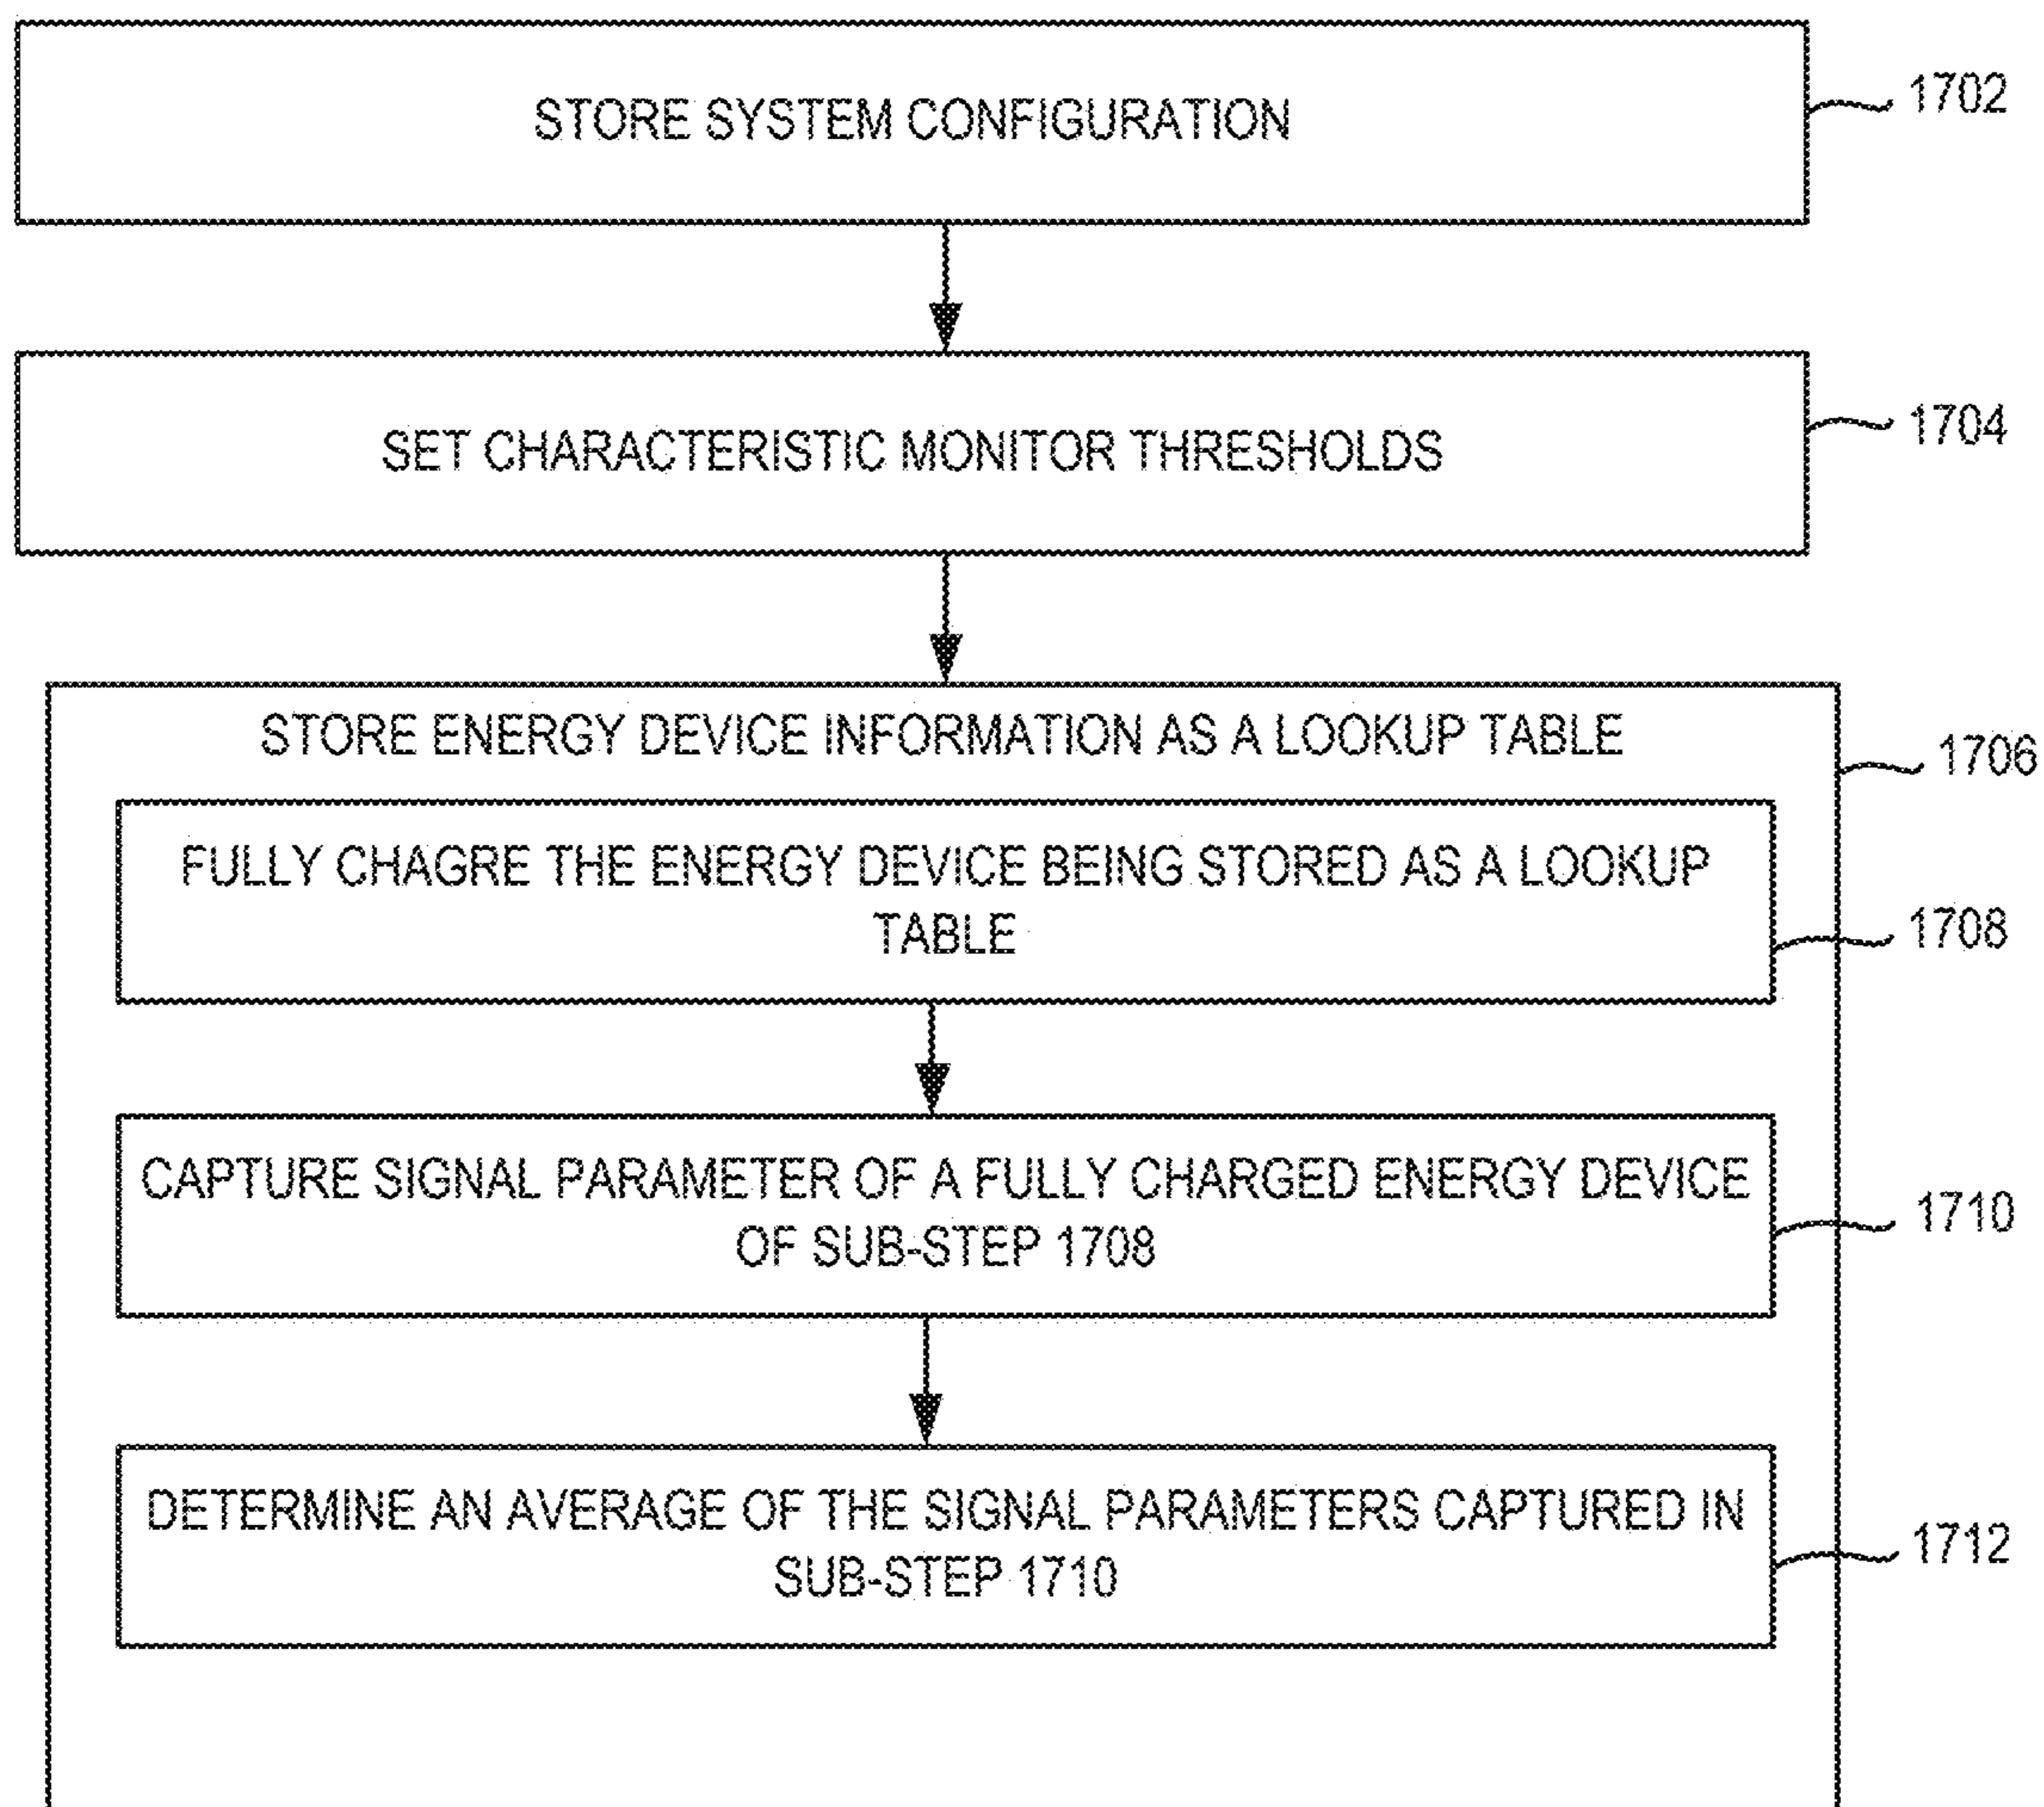 STORE SYSTEM CONFIGURATION
1702
SET CHARACTERISTIC MONITOR THRESHOLDS
1704
STORE ENERGY DEVICE INFORMATION AS A LOOKUP TABLE
1706
FULLY CHAGRE THE ENERGY DEVICE BEING STORED AS A LOOKUP
TABLE
1708
CAPTURE SIGNAL PARAMETER OF A FULLY CHARGED ENERGY DEVICE
OF SUB-STEP 1708
1710
DETERMINE AN AVERAGE OF THE SIGNAL PARAMETERS CAPTURED IN
SUB-STEP 1710
1712